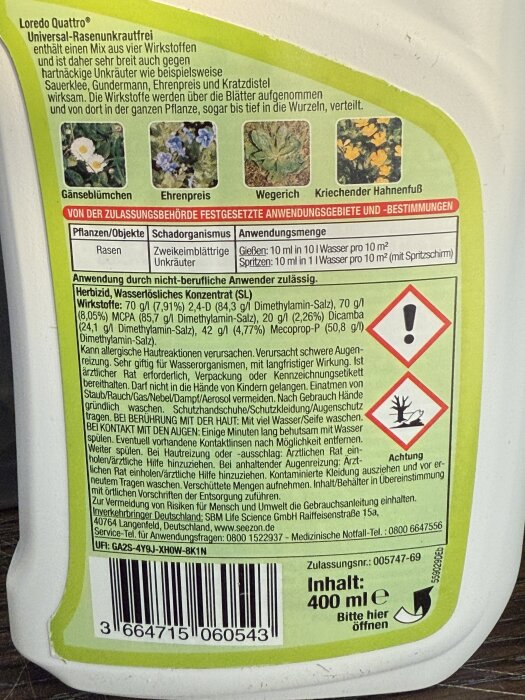 Loredo Quattro®
Universal-Rasenunkrautfrei
enthält einen Mix aus vier Wirkstoffen
und ist daher sehr breit auch gegen
hartnäckige Unkräuter wie beispielsweise
Sauerklee, Gundermann, Ehrenpreis und Kratzdistel
wirksam. Die Wirkstoffe werden über die Blätter aufgenommen
und von dort in der ganzen Pflanze, sogar bis tief in die Wurzeln, verteilt.
Gänseblümchen Ehrenpreis Wegerich Kriechender Hahnenfuß
VON DER ZULASSUNGSBEHÖRDE FESTGESETZTE ANWENDUNGSGEBIETE UND -BESTIMMUNGEN
Pflanzen/Objekte Schadorganismus Anwendungsmenge
Rasen Zweikeimblättrige Gießen: 10 ml in 10 l Wasser pro 10 m²
Unkräuter Spritzen: 10 ml in 1 l Wasser pro 10 m² (mit Spritzschirm)
Anwendung durch nicht-berufliche Anwender zulässig.
Herbizid, Wasserlösliches Konzentrat (SL)
Wirkstoffe: 70 g/l (7,91%) 2,4-D (84,3 g/l Dimethylamin-Salz), 70 g/l
(8,05%) MCPA (85,7 g/l Dimethylamin-Salz), 20 g/l (2,26%) Dicamba
(24,1 g/l Dimethylamin-Salz), 42 g/l (4,77%) Mecoprop-P (50,8 g/l
Dimethylamin-Salz).
Kann allergische Hautreaktionen verursachen. Verursacht schwere Augen-
reizung. Sehr giftig für Wasserorganismen, mit langfristiger Wirkung. Ist
ärztlicher Rat erforderlich, Verpackung oder Kennzeichnungsetikett
bereithalten. Darf nicht in die Hände von Kindern gelangen. Einatmen von
Staub/Rauch/Gas/Nebel/Dampf/Aerosol vermeiden. Nach Gebrauch Hände
gründlich waschen. Schutzhandschuhe/Schutzkleidung/Augenschutz
tragen. BEI BERÜHRUNG MIT DER HAUT: Mit viel Wasser/Seife waschen.
BEI KONTAKT MIT DEN AUGEN: Einige Minuten lang behutsam mit Wasser
spülen. Eventuell vorhandene Kontaktlinsen nach Möglichkeit entfernen.
Weiter spülen. Bei Hautreizung oder -ausschlag: Ärztlichen Rat ein-
holen/ärztliche Hilfe hinzuziehen. Bei anhaltender Augenreizung: Ärzt-
lichen Rat einholen/ärztliche Hilfe hinzuziehen. Kontaminierte Kleidung ausziehen und vor er-
neutem Tragen waschen. Verschüttete Mengen aufnehmen. Inhalt/Behälter in Übereinstimmung
mit örtlichen Vorschriften der Entsorgung zuführen.
Zur Vermeidung von Risiken für Mensch und Umwelt die Gebrauchsanleitung einhalten.
Achtung
Inverkehrbringer Deutschland: SBM Life Science GmbH Raiffeisenstraße 15a,
40764 Langenfeld, Deutschland, www.seezon.de
Service-Tel. für Anwendungsfragen: 0800 1522937 - Medizinische Notfall-Tel. : 0800 6647556
UFI: GA2S-4Y9J-XH0W-8K1N
Zulassungsnr.: 005747-69
Inhalt:
400 ml e
Bitte hier
öffnen
3 664715 060543